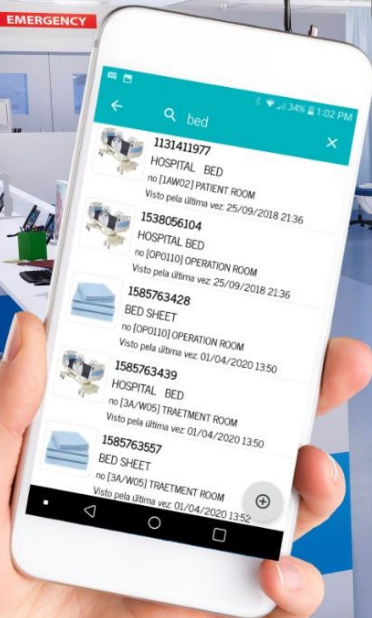 EMERGENCY
34% 1:02 PM
bed
1131411977
HOSPITAL BED
no [1AW02] PATIENT ROOM
Visto pela última vez: 25/09/2018 21:36
1538056104
HOSPITAL BED
no [OP0110] OPERATION ROOM
Visto pela última vez: 25/09/2018 21:36
1585763428
BED SHEET
no [OP0110] OPERATION ROOM
Visto pela última vez: 01/04/2020 13:50
1585763439
HOSPITAL BED
no [3A/W05] TRAETMENT ROOM
Visto pela última vez: 01/04/2020 13:50
1585763557
BED SHEET
no [3A/W05] TRAETMENT ROOM
Visto pela última vez: 01/04/2020 13:52